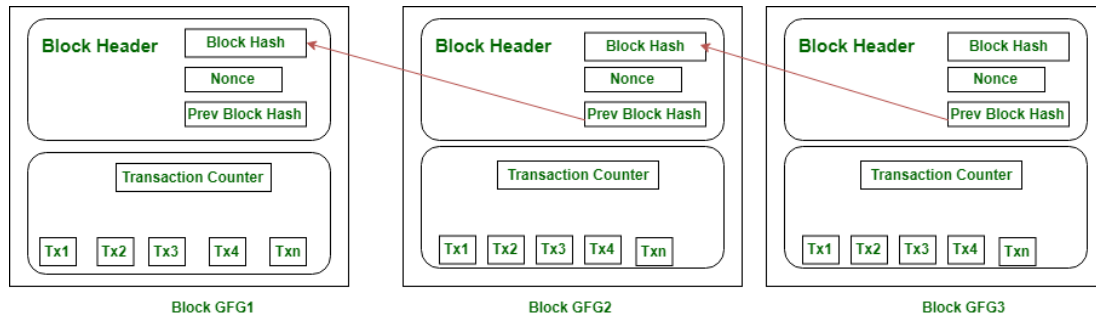 Block Header
Block Hash
Nonce
Prev Block Hash
Transaction Counter
Tx1 Tx2 Tx3 Tx4 Txn
Block GFG1
Block Header
Block Hash
Nonce
Prev Block Hash
Transaction Counter
Tx1 Tx2 Tx3 Tx4 Txn
Block GFG2
Block Header
Block Hash
Nonce
Prev Block Hash
Transaction Counter
Tx1 Tx2 Tx3 Tx4 Txn
Block GFG3